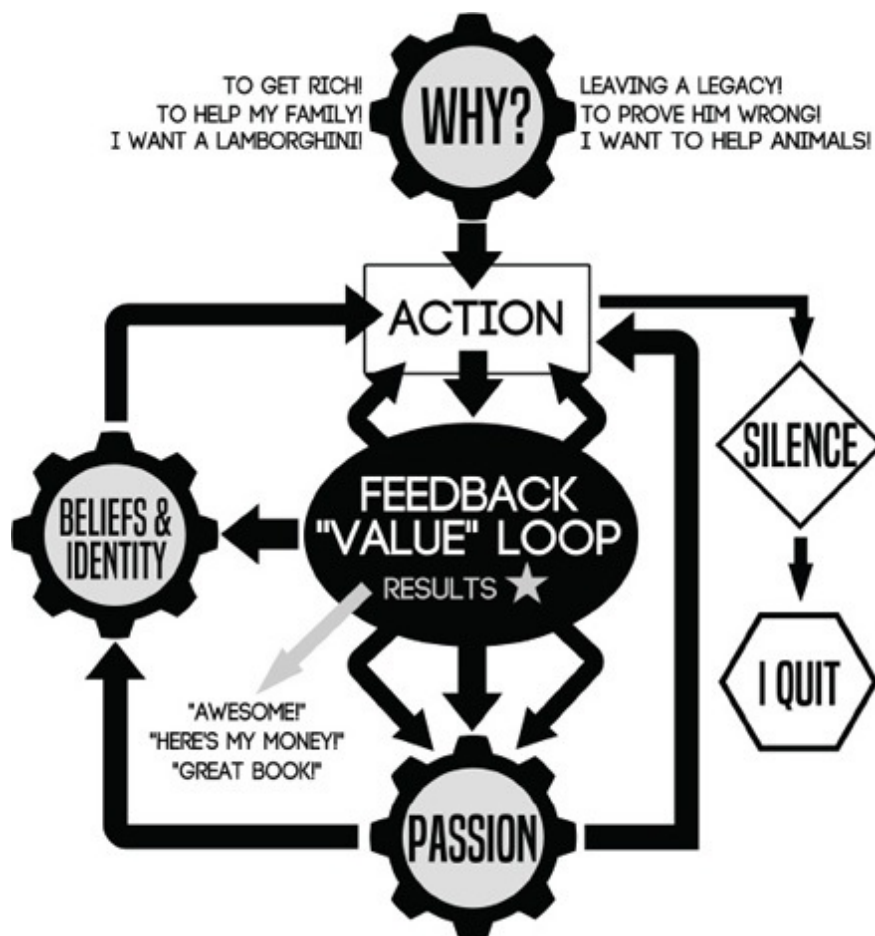 TO GET RICH!
TO HELP MY FAMILY!
I WANT A LAMBORGHINI!
WHY?
LEAVING A LEGACY!
TO PROVE HIM WRONG!
I WANT TO HELP ANIMALS!
ACTION
SILENCE
FEEDBACK
"VALUE" LOOP
RESULTS
BELIEFS &
IDENTITY
I QUIT
"AWESOME!"
"HERE'S MY MONEY!"
"GREAT BOOK!"
PASSION